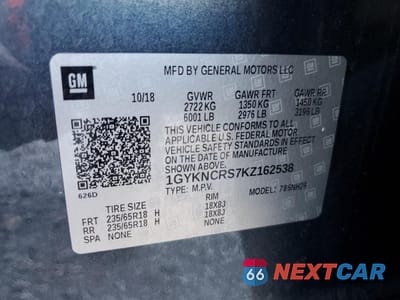 GM
MFD BY GENERAL MOTORS LLC
10/18 GVWR GAWR FRT GAWR RR
2722 KG 1350 KG 1450 KG
6001 LB 2976 LB 3196 LB
THIS VEHICLE CONFORMS TO ALL
APPLICABLE U.S. FEDERAL MOTOR
VEHICLE SAFETY STANDARDS IN
EFFECT ON THE DATE OF MANUFACTURE
SHOWN ABOVE.
1GYKNCRS7KZ162538
626D TYPE: M.P.V. MODEL:
TIRE SIZE RIM
FRT 235/65R18 H 18X8J
RR 235/65R18 H 18X8J
SPA NONE NONE
66 NEXTCAR